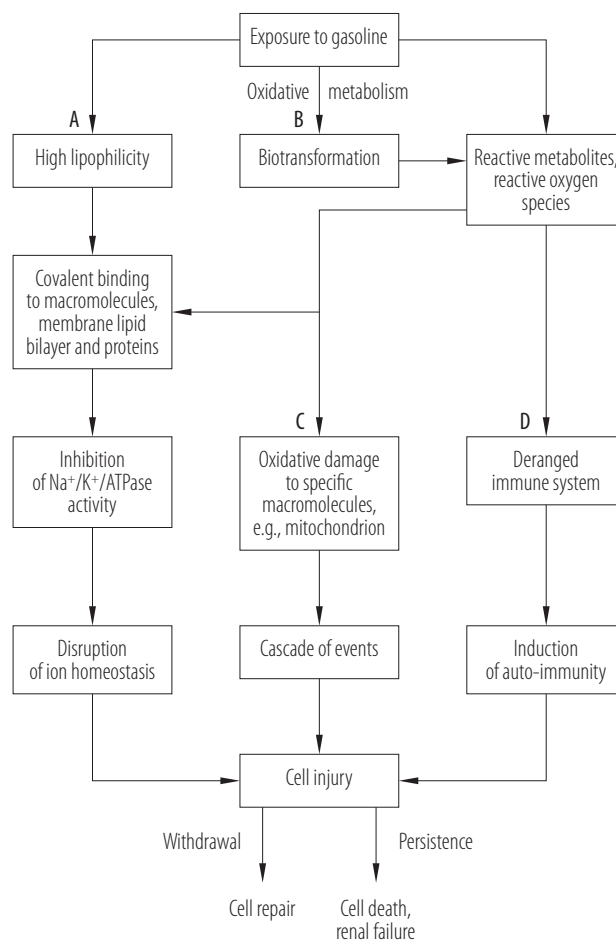 Exposure to gasoline
Oxidative metabolism
A
B
High lipophilicity
Biotransformation
Reactive metabolites,
reactive oxygen
species
Covalent binding
to macromolecules,
membrane lipid
bilayer and proteins
C
D
Inhibition
of Na⁺/K⁺/ATPase
activity
Oxidative damage
to specific
macromolecules,
e.g., mitochondrion
Deranged
immune system
Disruption
of ion homeostasis
Cascade of events
Induction
of auto-immunity
Cell injury
Withdrawal
Persistence
Cell repair
Cell death,
renal failure